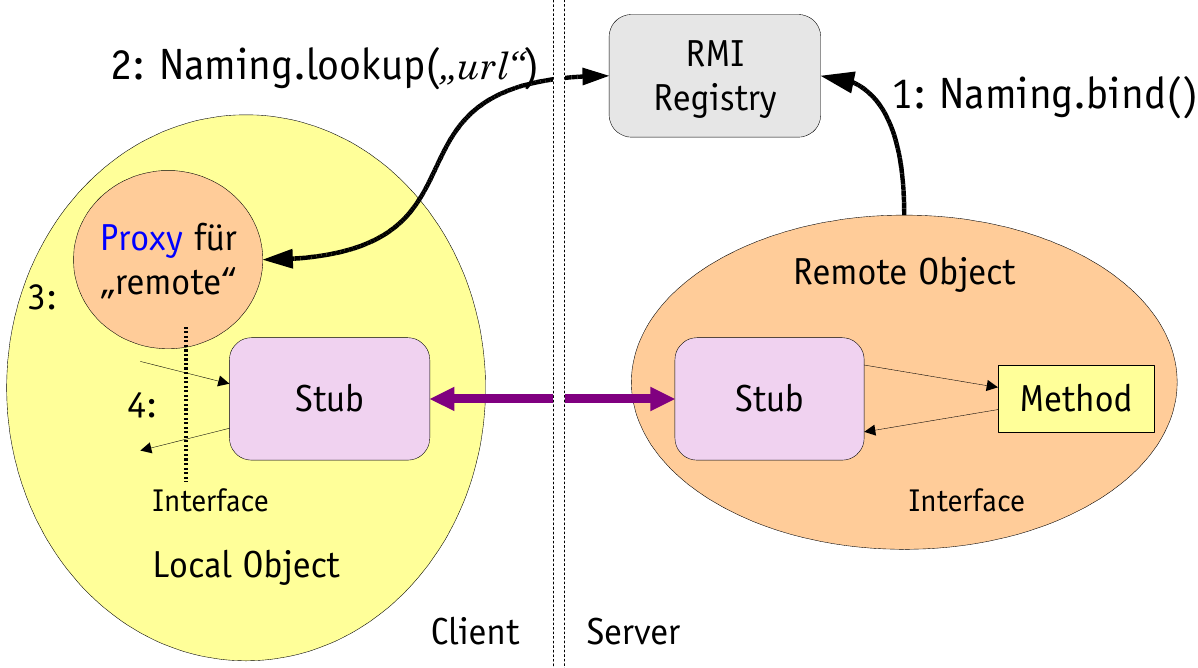 2: Naming.lookup(„url“)
RMI
Registry
1: Naming.bind()
Proxy für
„remote“
3:
Remote Object
4:
Stub
Stub
Method
Interface
Interface
Local Object
Client
Server